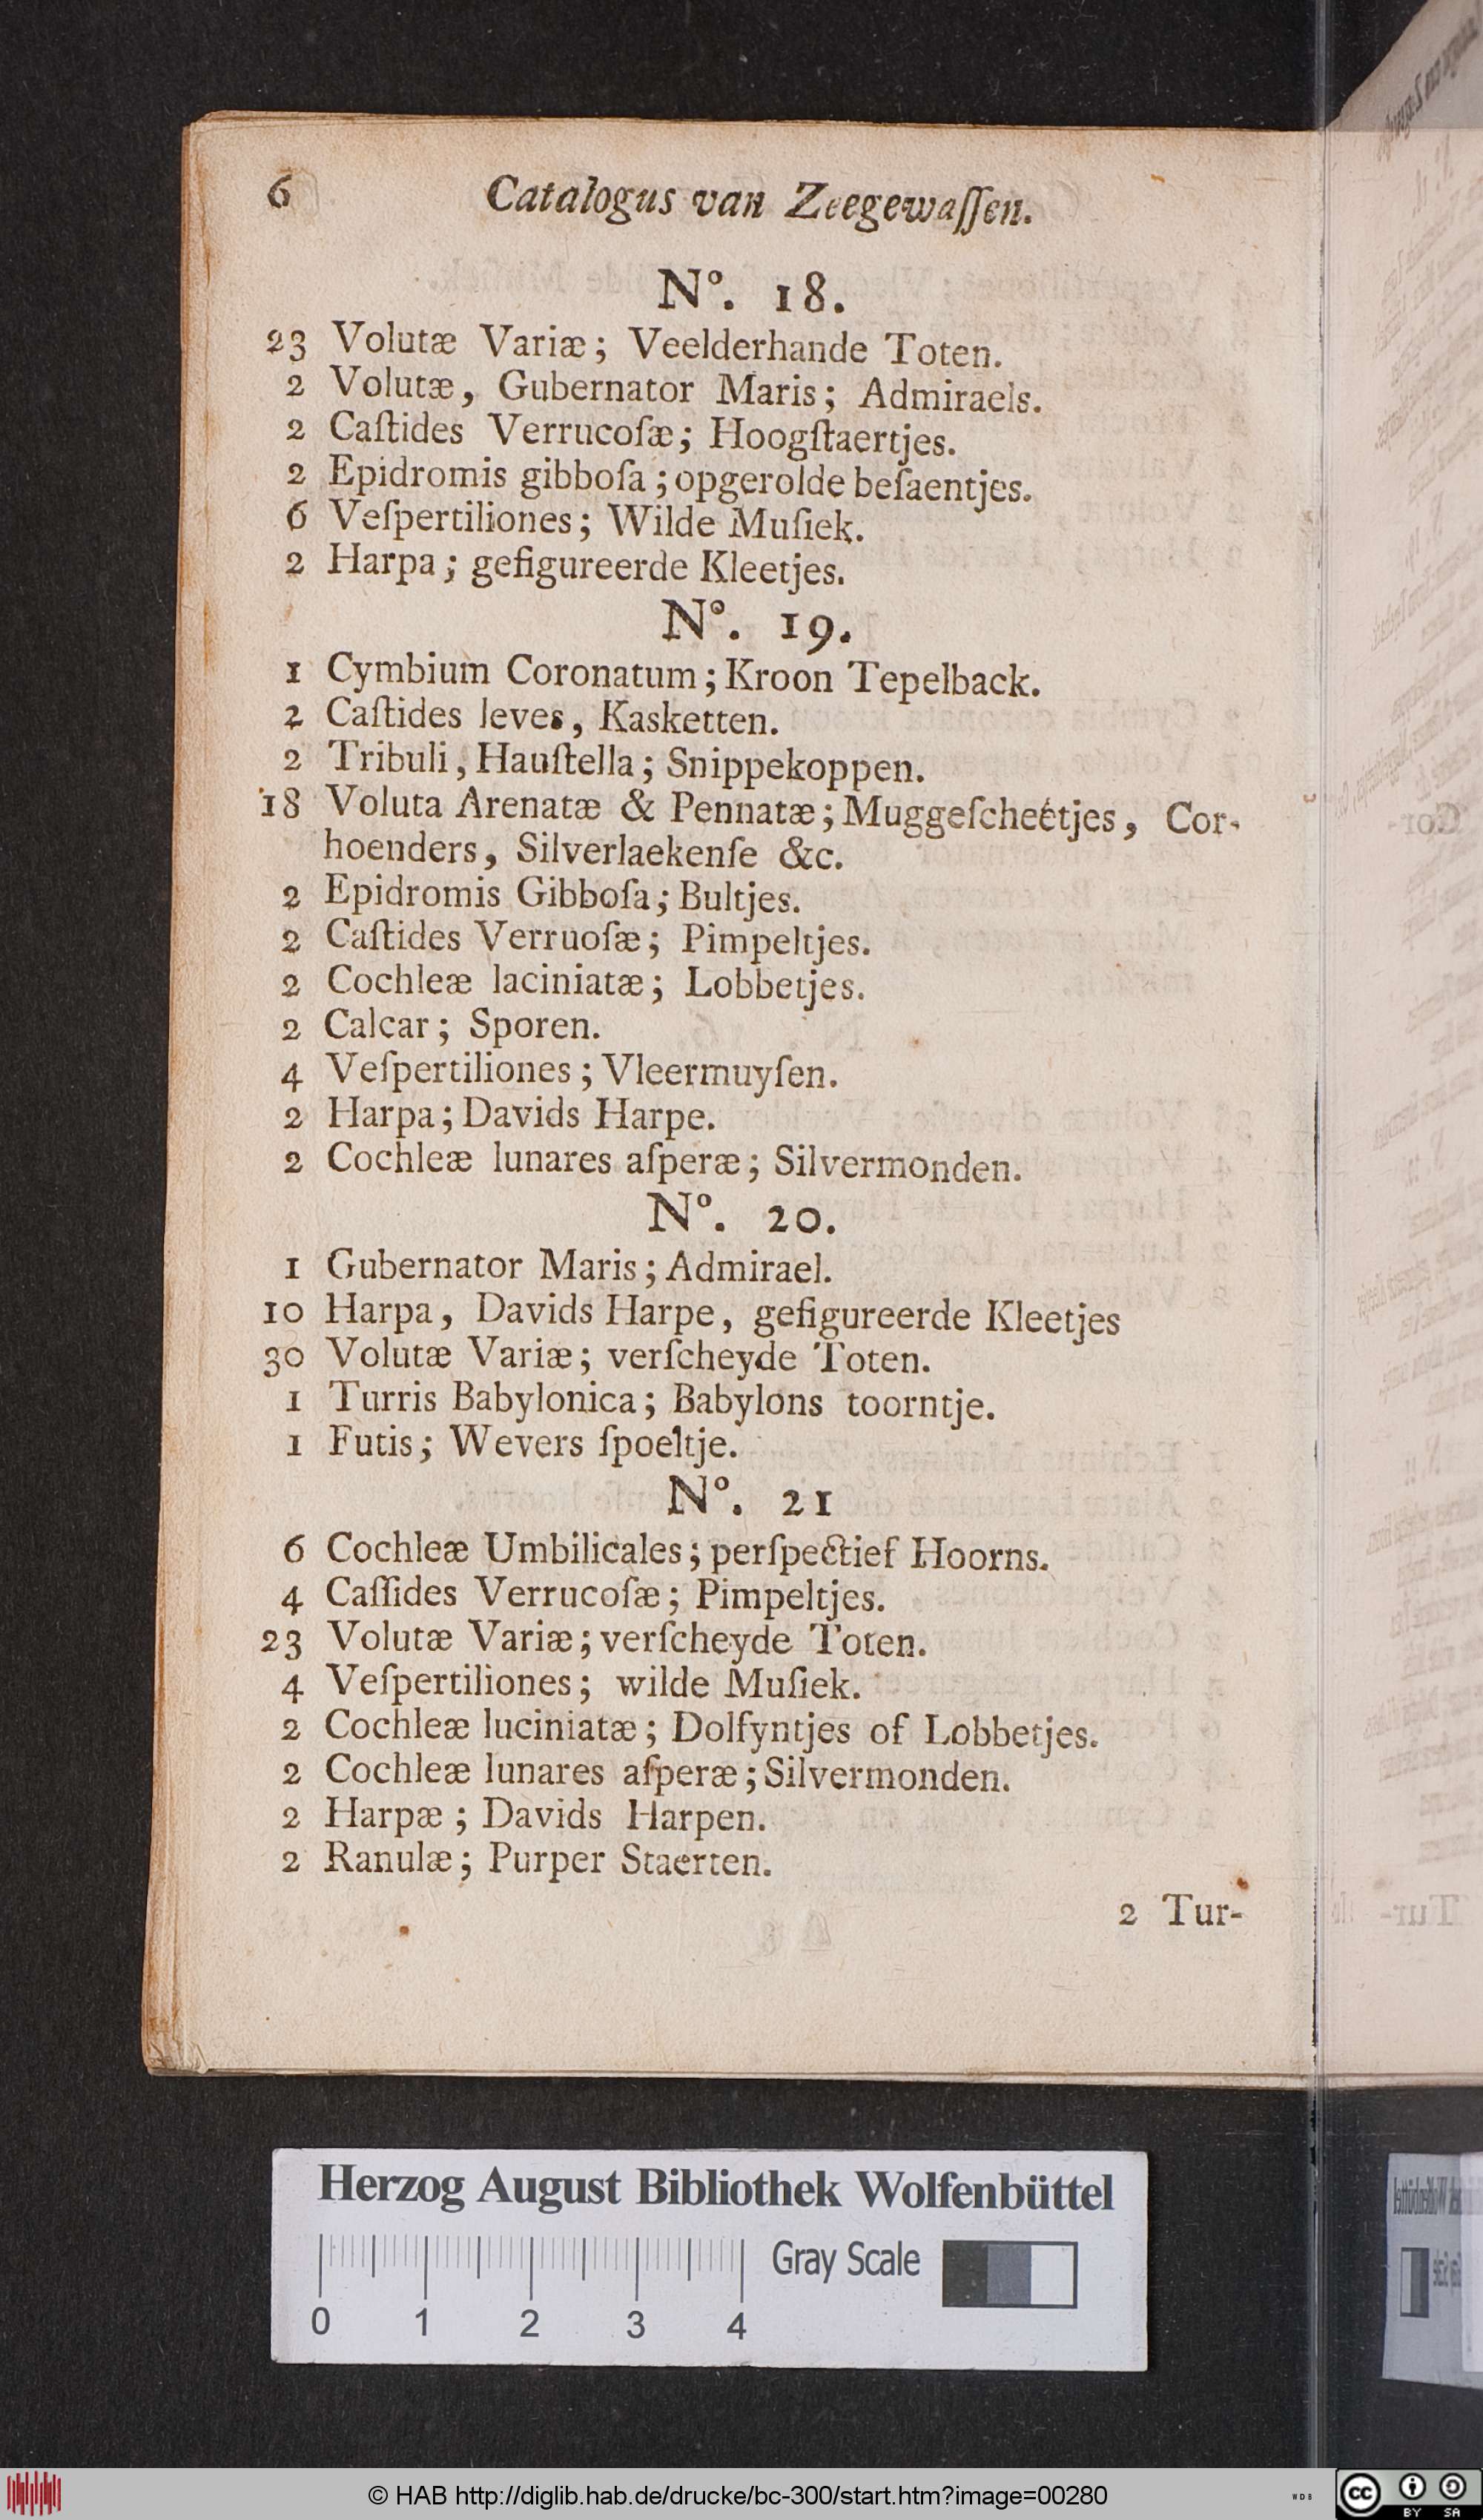 6 Catalogus van Zeegewaſſen.
Nº. 18.
23 Volutæ Variæ; Veelderhande Toten.
2 Volutæ, Gubernator Maris; Admiraels.
2 Caſtides Verrucoſæ; Hoogſtaertjes.
2 Epidromis gibboſa; opgerolde beſaentjes.
6 Veſpertiliones; Wilde Muſiek.
2 Harpa; gefigureerde Kleetjes.
Nº. 19.
1 Cymbium Coronatum; Kroon Tepelback.
2 Caſtides leves, Kasketten.
2 Tribuli, Hauſtella; Snippekoppen.
18 Voluta Arenatæ & Pennatæ; Muggeſcheétjes, Cor-
hoenders, Silverlaekenſe &c.
2 Epidromis Gibboſa; Bultjes.
2 Caſtides Verruoſæ; Pimpeltjes.
2 Cochleæ laciniatæ; Lobbetjes.
2 Calcar; Sporen.
4 Veſpertiliones; Vleermuyſen.
2 Harpa; Davids Harpe.
2 Cochleæ lunares aſperæ; Silvermonden.
Nº. 20.
1 Gubernator Maris; Admirael.
10 Harpa, Davids Harpe, gefigureerde Kleetjes
30 Volutæ Variæ; verſcheyde Toten.
1 Turris Babylonica; Babylons toorntje.
1 Futis; Wevers ſpoeltje.
Nº. 21
6 Cochleæ Umbilicales; perſpectief Hoorns.
4 Caſſides Verrucoſæ; Pimpeltjes.
23 Volutæ Variæ; verſcheyde Toten.
4 Veſpertiliones; wilde Muſiek.
2 Cochleæ luciniatæ; Dolfyntjes of Lobbetjes.
2 Cochleæ lunares aſperæ; Silvermonden.
2 Harpæ; Davids Harpen.
2 Ranulæ; Purper Staerten.
2 Tur-
Herzog August Bibliothek Wolfenbüttel
Gray Scale
0 1 2 3 4
© HAB http://diglib.hab.de/drucke/bc-300/start.htm?image=00280
WDB
cc BY SA